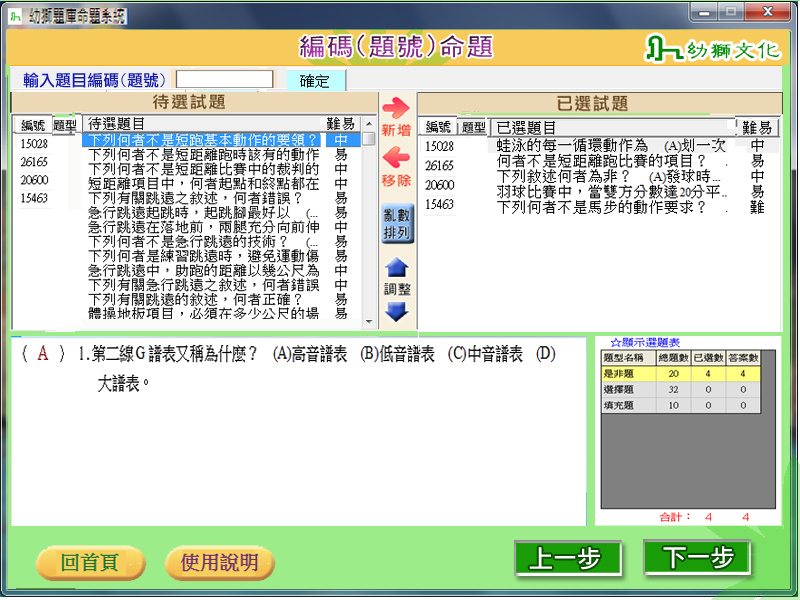 幼獅題庫命題系統
編碼(題號)命題
幼獅文化
輸入題目編碼(題號)
確定
待選試題
編號 題型 待選題目 難易
15028
26165
20600
15463
下列何者不是短跑基本動作的要領? 中
下列何者不是短距離跑時該有的動作 易
下列何者不是短距離比賽中的裁判的 中
短距離項目中,何者起點和終點都在 中
下列有關跳遠之敘述,何者錯誤? 易
急行跳遠起跳時,起跳腳最好以 (... 易
急行跳遠在落地前,兩腿充分向前伸 中
下列何者不是急行跳遠的技術? (... 易
下列何者是練習跳遠時,避免運動傷 易
急行跳遠中,助跑的距離以幾公尺為 中
下列有關急行跳遠之敘述,何者錯誤 中
下列有關跳遠的敘述,何者正確? 易
體操地板項目,必須在多少公尺的場 易
新增
移除
亂數
排列
調整
已選試題
編號 題型 已選題目 難易
15028
26165
20600
15463
蛙泳的每一循環動作為 (A)划一次 中
何者不是短距離跑比賽的項目? 易
下列敘述何者為非? (A)發球時... 中
羽球比賽中,當雙方分數達20分平.. 易
下列何者不是馬步的動作要求? . 難
( A ) 1.第二線G譜表又稱為什麼? (A)高音譜表 (B)低音譜表 (C)中音譜表 (D)
大譜表。
☆顯示選題表
題型名稱 總題數 已選數 答案數
是非題 20 4 4
選擇題 32 0 0
填充題 10 0 0
合計: 4 4
回首頁
使用說明
上一步
下一步